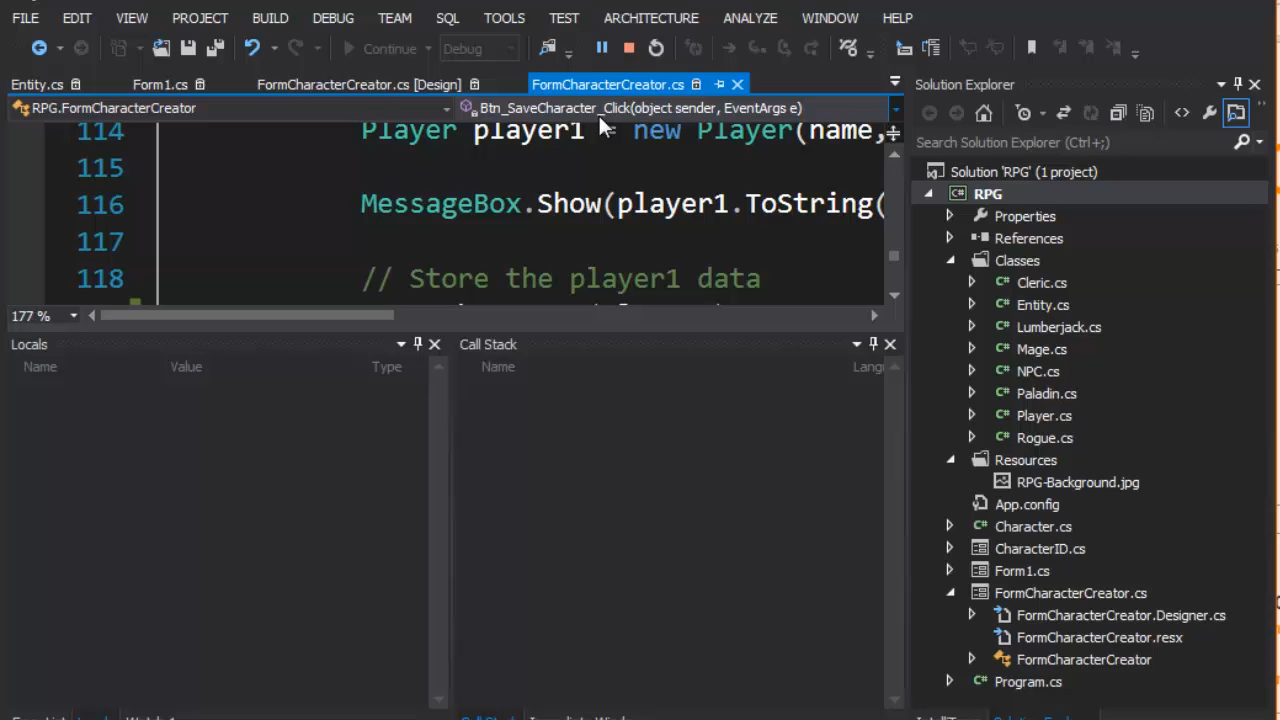 FILE EDIT VIEW PROJECT BUILD DEBUG TEAM SQL TOOLS TEST ARCHITECTURE ANALYZE WINDOW HELP
Continue Debug
Entity.cs Form1.cs FormCharacterCreator.cs [Design] FormCharacterCreator.cs
RPG.FormCharacterCreator Btn_SaveCharacter_Click(object sender, EventArgs e)
114 Player player1 = new Player(name,
115
116 MessageBox.Show(player1.ToString(
117
118 // Store the player1 data
177 %
Locals
Name Value Type
Call Stack
Name Langu
Solution Explorer
Search Solution Explorer (Ctrl+;)
Solution 'RPG' (1 project)
RPG
Properties
References
Classes
Cleric.cs
Entity.cs
Lumberjack.cs
Mage.cs
NPC.cs
Paladin.cs
Player.cs
Rogue.cs
Resources
RPG-Background.jpg
App.config
Character.cs
CharacterID.cs
Form1.cs
FormCharacterCreator.cs
FormCharacterCreator.Designer.cs
FormCharacterCreator.resx
FormCharacterCreator
Program.cs